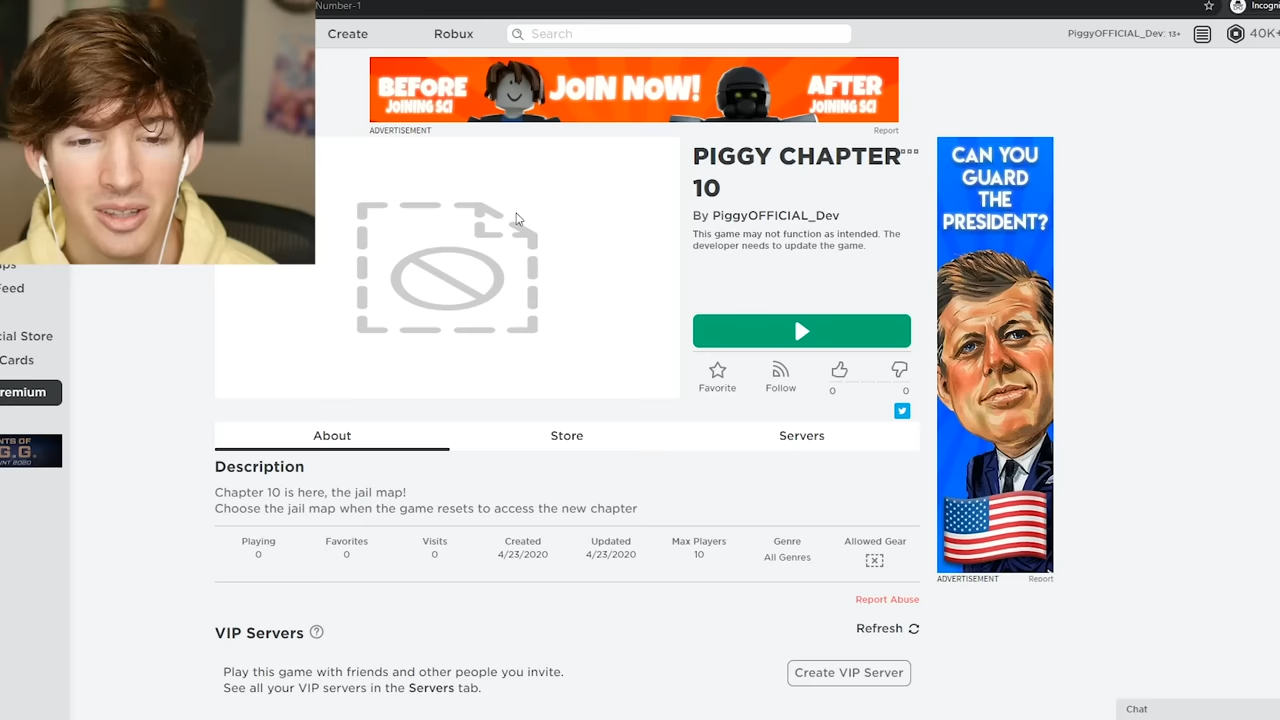 Number-1
Incogni
Create
Robux
Search
PiggyOFFICIAL_Dev: 13+
40K+
BEFORE
JOINING SCI
JOIN NOW!
AFTER
JOINING SCI
ADVERTISEMENT
Report
PIGGY CHAPTER
10
By PiggyOFFICIAL_Dev
This game may not function as intended. The
developer needs to update the game.
CAN YOU
GUARD
THE
PRESIDENT?
Feed
cial Store
Cards
remium
NTS OF
G.G.
NT 2020
Favorite
Follow
0
0
About
Store
Servers
Description
Chapter 10 is here, the jail map!
Choose the jail map when the game resets to access the new chapter
Playing
0
Favorites
0
Visits
0
Created
4/23/2020
Updated
4/23/2020
Max Players
10
Genre
All Genres
Allowed Gear
ADVERTISEMENT
Report
Report Abuse
VIP Servers
Refresh
Play this game with friends and other people you invite.
See all your VIP servers in the Servers tab.
Create VIP Server
Chat